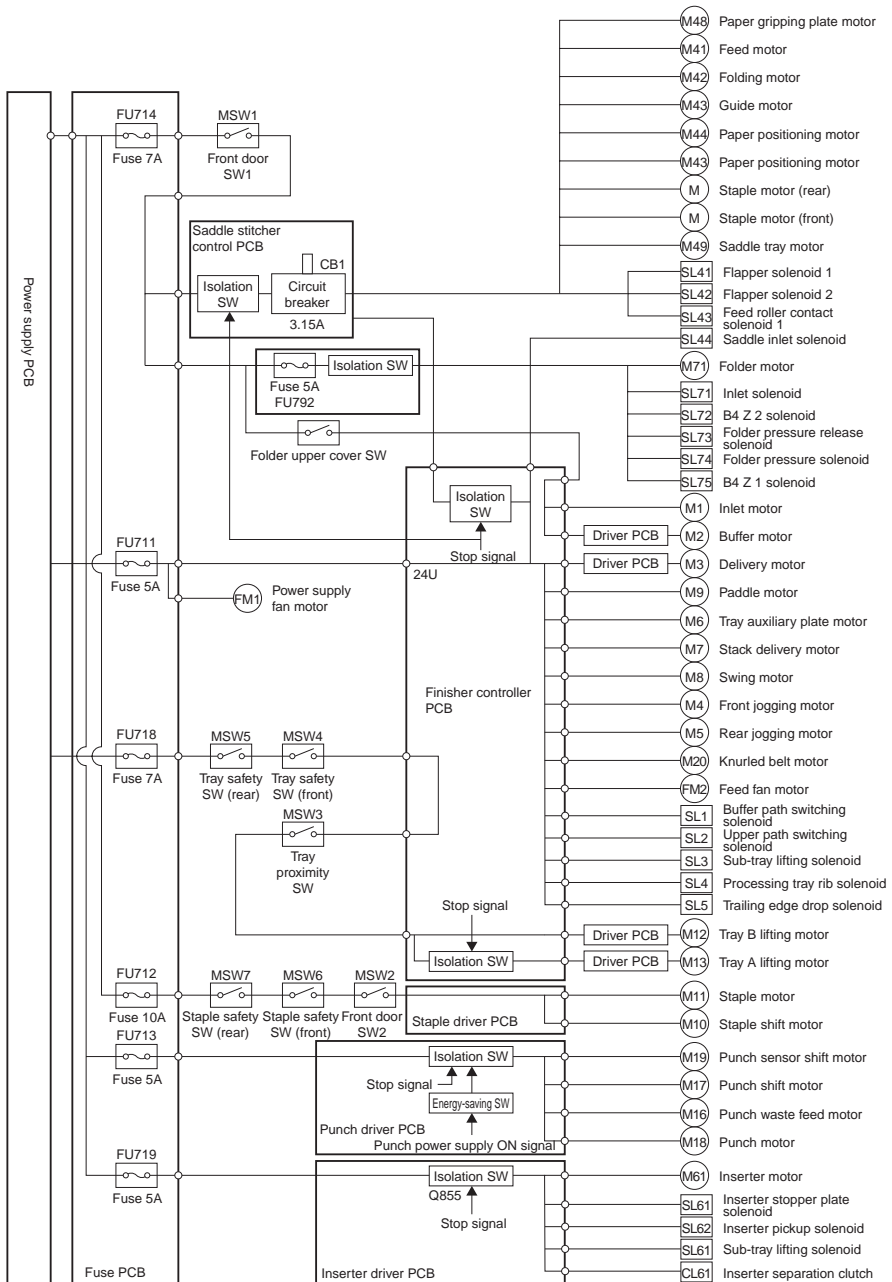 M48 Paper gripping plate motor
M41 Feed motor
M42 Folding motor
M43 Guide motor
M44 Paper positioning motor
M43 Paper positioning motor
M Staple motor (rear)
M Staple motor (front)
M49 Saddle tray motor
SL41 Flapper solenoid 1
SL42 Flapper solenoid 2
SL43 Feed roller contact
solenoid 1
SL44 Saddle inlet solenoid
M71 Folder motor
SL71 Inlet solenoid
SL72 B4 Z 2 solenoid
SL73 Folder pressure release
solenoid
SL74 Folder pressure solenoid
SL75 B4 Z 1 solenoid
M1 Inlet motor
Driver PCB M2 Buffer motor
Driver PCB M3 Delivery motor
M9 Paddle motor
M6 Tray auxiliary plate motor
M7 Stack delivery motor
M8 Swing motor
M4 Front jogging motor
M5 Rear jogging motor
M20 Knurled belt motor
FM2 Feed fan motor
SL1 Buffer path switching
solenoid
SL2 Upper path switching
solenoid
SL3 Sub-tray lifting solenoid
SL4 Processing tray rib solenoid
SL5 Trailing edge drop solenoid
Driver PCB M12 Tray B lifting motor
Driver PCB M13 Tray A lifting motor
M11 Staple motor
M10 Staple shift motor
M19 Punch sensor shift motor
M17 Punch shift motor
M16 Punch waste feed motor
M18 Punch motor
M61 Inserter motor
SL61 Inserter stopper plate
solenoid
SL62 Inserter pickup solenoid
SL61 Sub-tray lifting solenoid
CL61 Inserter separation clutch
Power supply PCB
Fuse PCB
FU714
Fuse 7A
MSW1
Front door
SW1
Saddle stitcher
control PCB
CB1
Isolation
SW
Circuit
breaker
3.15A
Fuse 5A
FU792
Isolation SW
Folder upper cover SW
Isolation
SW
Stop signal
FU711
Fuse 5A
24U
FM1 Power supply
fan motor
Finisher controller
PCB
FU718
Fuse 7A
MSW5
Tray safety
SW (rear)
MSW4
Tray safety
SW (front)
MSW3
Tray
proximity
SW
Stop signal
Isolation SW
FU712
Fuse 10A
MSW7
Staple safety
SW (rear)
MSW6
Staple safety
SW (front)
MSW2
Front door
SW2
Staple driver PCB
FU713
Fuse 5A
Isolation SW
Stop signal
Energy-saving SW
Punch driver PCB
Punch power supply ON signal
FU719
Fuse 5A
Isolation SW
Q855
Stop signal
Inserter driver PCB